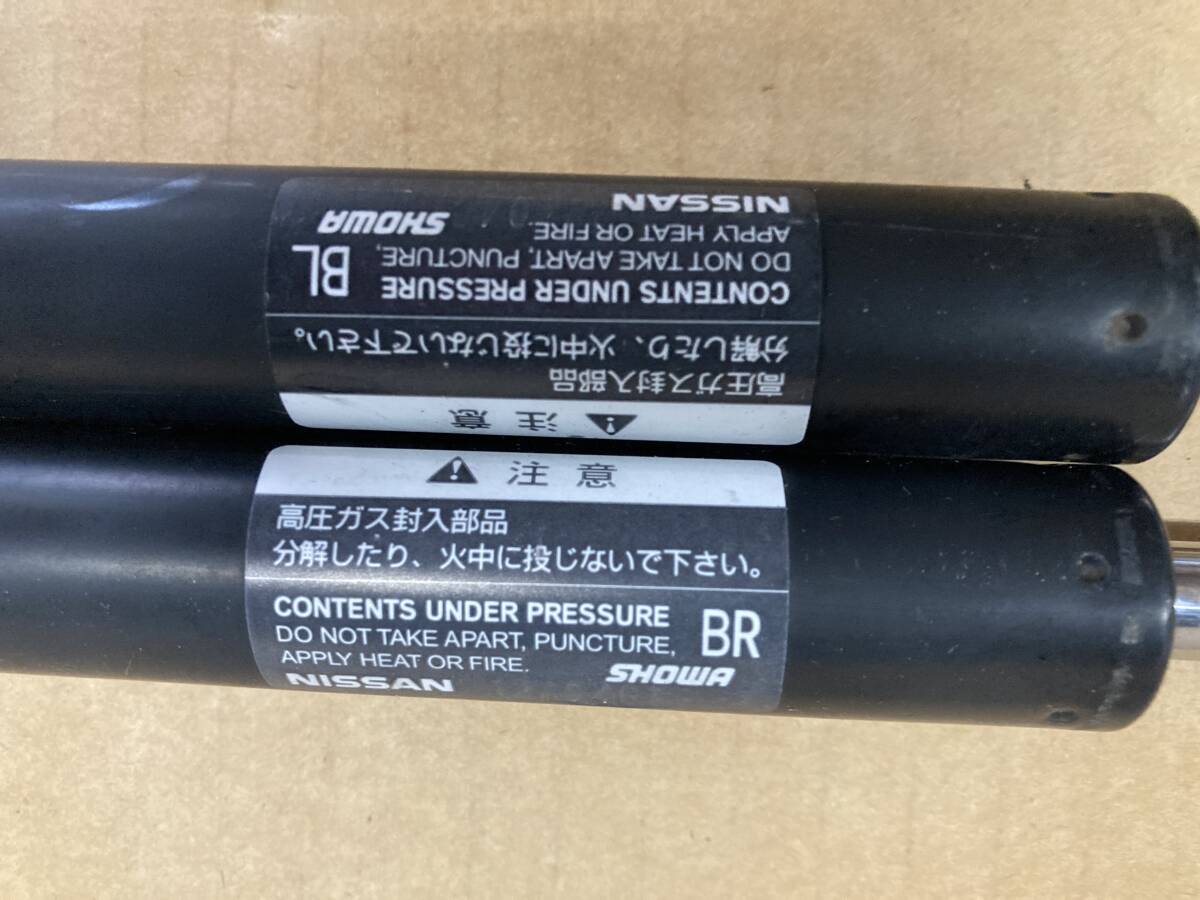 注意
高圧ガス封入部品
分解したり、火中に投じないで下さい。
CONTENTS UNDER PRESSURE
DO NOT TAKE APART, PUNCTURE,
APPLY HEAT OR FIRE.
BL
SHOWA
NISSAN
注意
高圧ガス封入部品
分解したり、火中に投じないで下さい。
CONTENTS UNDER PRESSURE
DO NOT TAKE APART, PUNCTURE,
APPLY HEAT OR FIRE.
BR
SHOWA
NISSAN